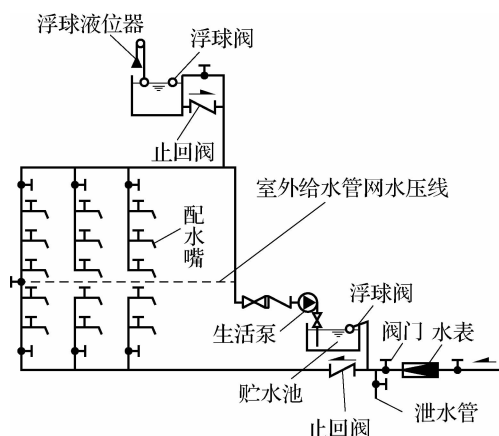 浮球液位器
浮球阀
止回阀
室外给水管网水压线
配水嘴
浮球阀
生活泵
阀门
水表
贮水池
泄水管
止回阀